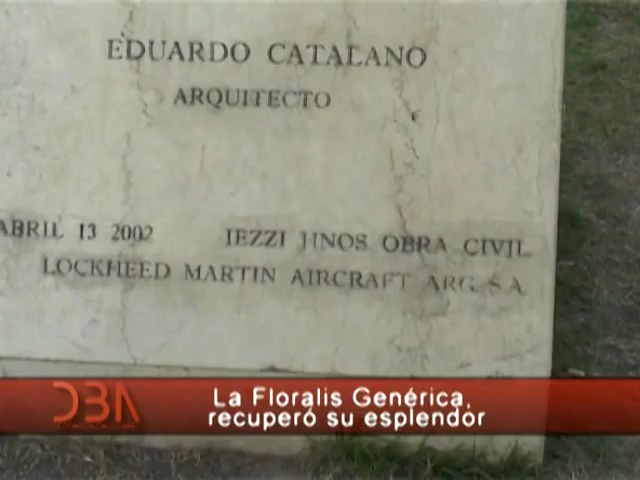 EDUARDO CATALANO
ARQUITECTO
ABRIL 13 2002 IEZZI HNOS OBRA CIVIL
LOCKHEED MARTIN AIRCRAFT ARG. S.A.
DBA
La Floralis Genérica,
recuperó su esplendor